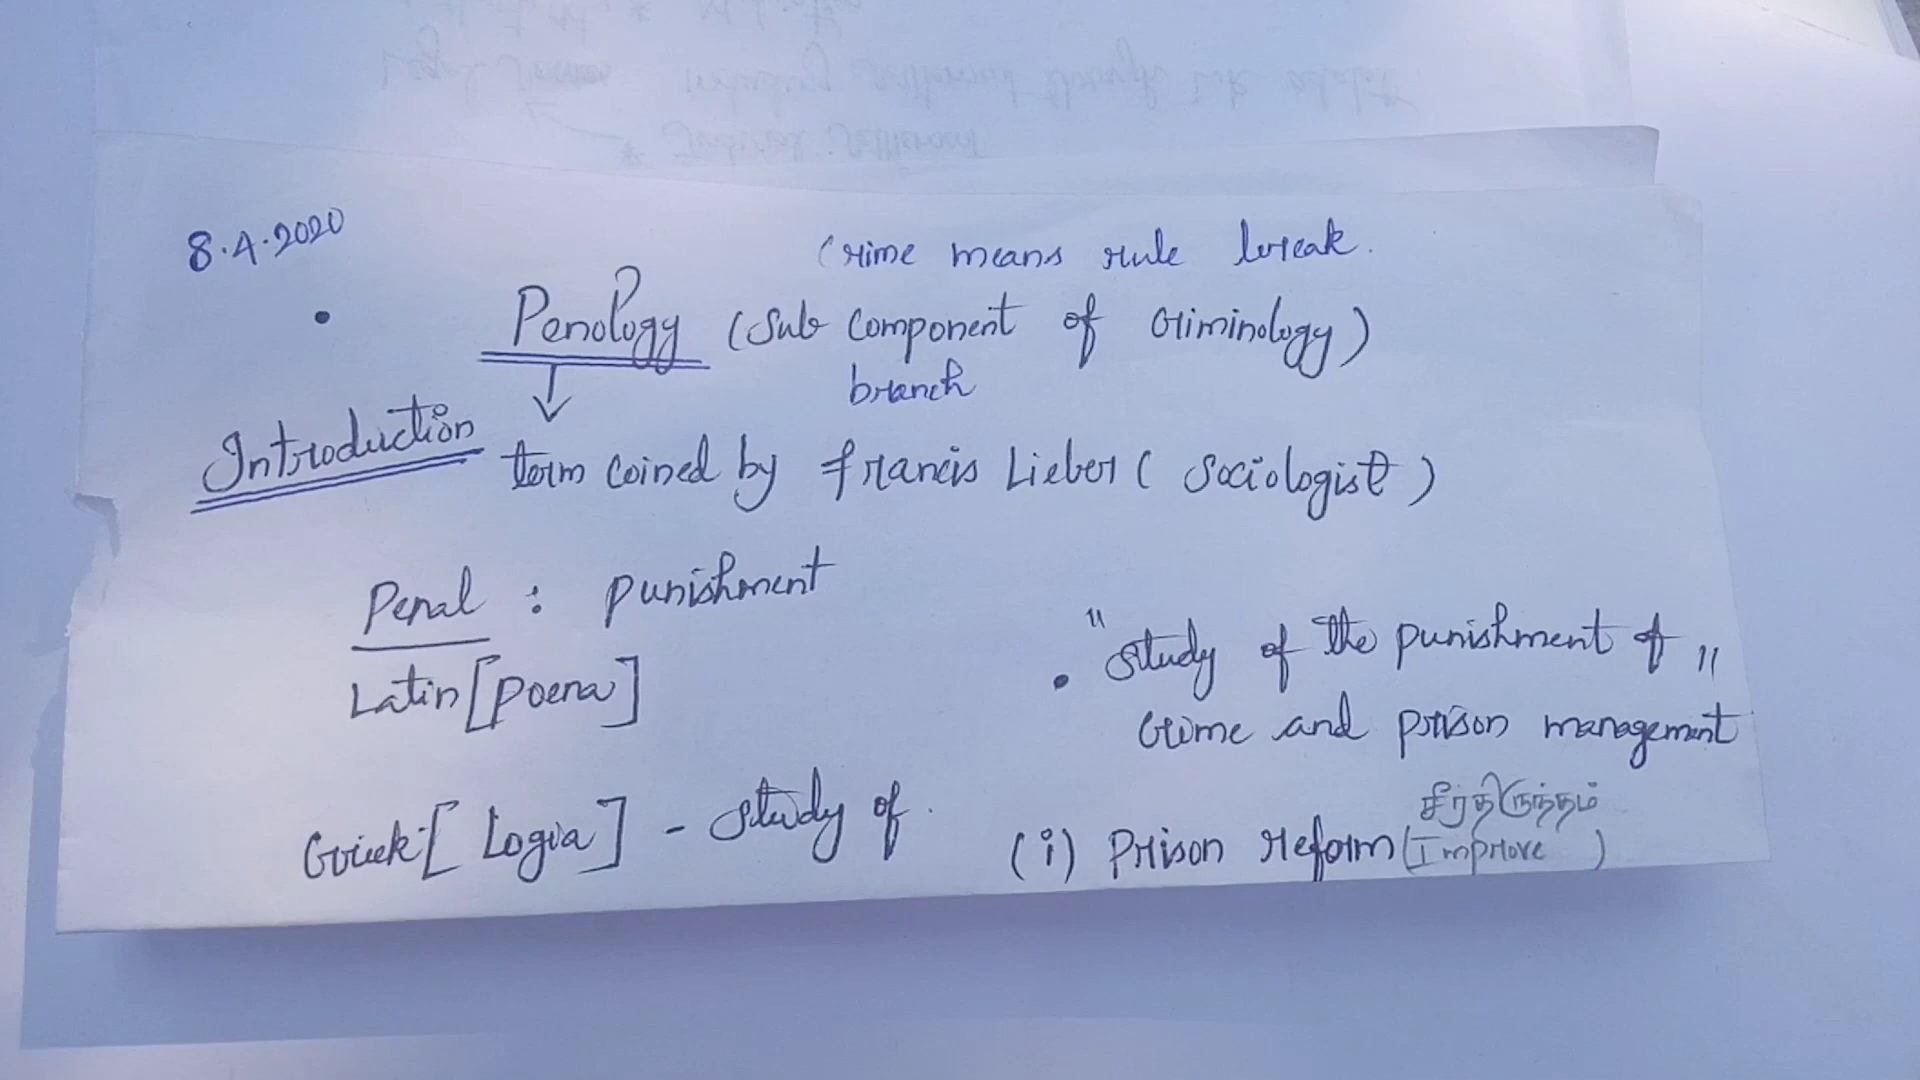 8.4.2020
Crime means rule break.
Penology (Sub Component of Criminology)
branch
Introduction
term coined by Francis Lieber ( Sociologist )
Penal : punishment
Latin [Poena]
Greek [ Logia ] - study of.
• "study of the punishment of "
crime and prison management
சீர்திருத்தம்
(i) Prison reform (Improve )